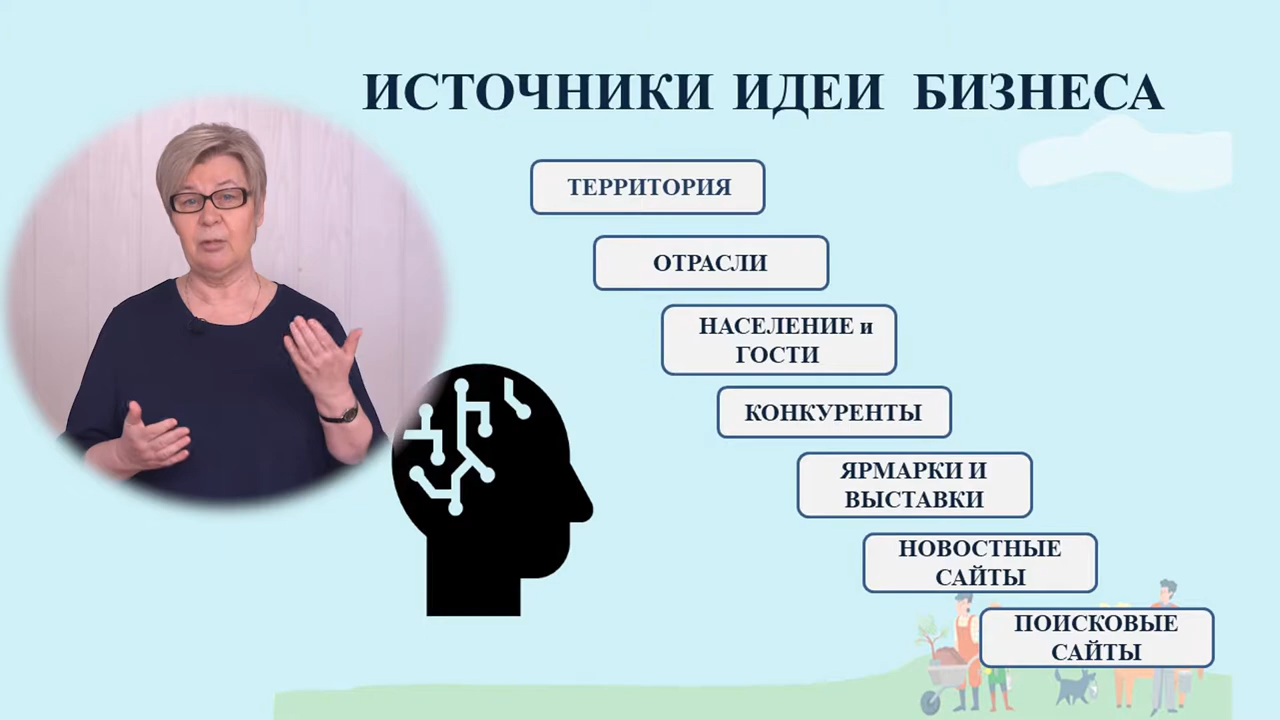 ИСТОЧНИКИ ИДЕИ БИЗНЕСА
ТЕРРИТОРИЯ
ОТРАСЛИ
НАСЕЛЕНИЕ и
ГОСТИ
КОНКУРЕНТЫ
ЯРМАРКИ И
ВЫСТАВКИ
НОВОСТНЫЕ
САЙТЫ
ПОИСКОВЫЕ
САЙТЫ